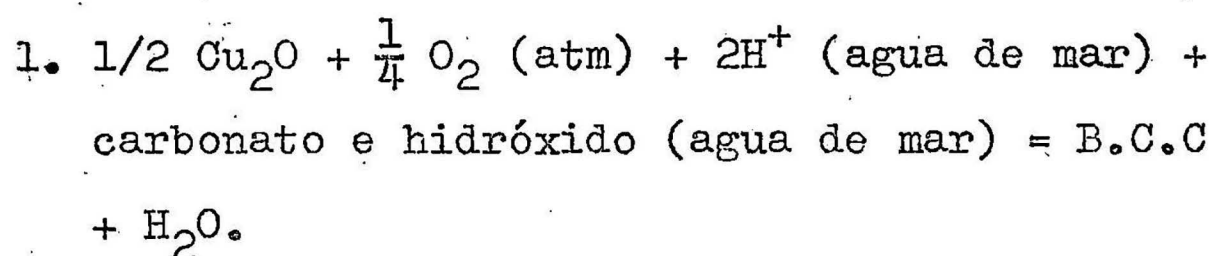 1. 1/2 Cu₂O + 1/4 O₂ (atm) + 2H⁺ (agua de mar) +
carbonato e hidróxido (agua de mar) = B.C.C
+ H₂O.